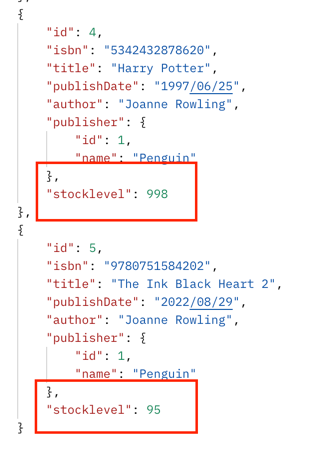 },
{
"id": 4,
"isbn": "5342432878620",
"title": "Harry Potter",
"publishDate": "1997/06/25",
"author": "Joanne Rowling",
"publisher": {
"id": 1,
"name": "Penguin"
},
"stocklevel": 998
},
{
"id": 5,
"isbn": "9780751584202",
"title": "The Ink Black Heart 2",
"publishDate": "2022/08/29",
"author": "Joanne Rowling",
"publisher": {
"id": 1,
"name": "Penguin"
},
"stocklevel": 95
}